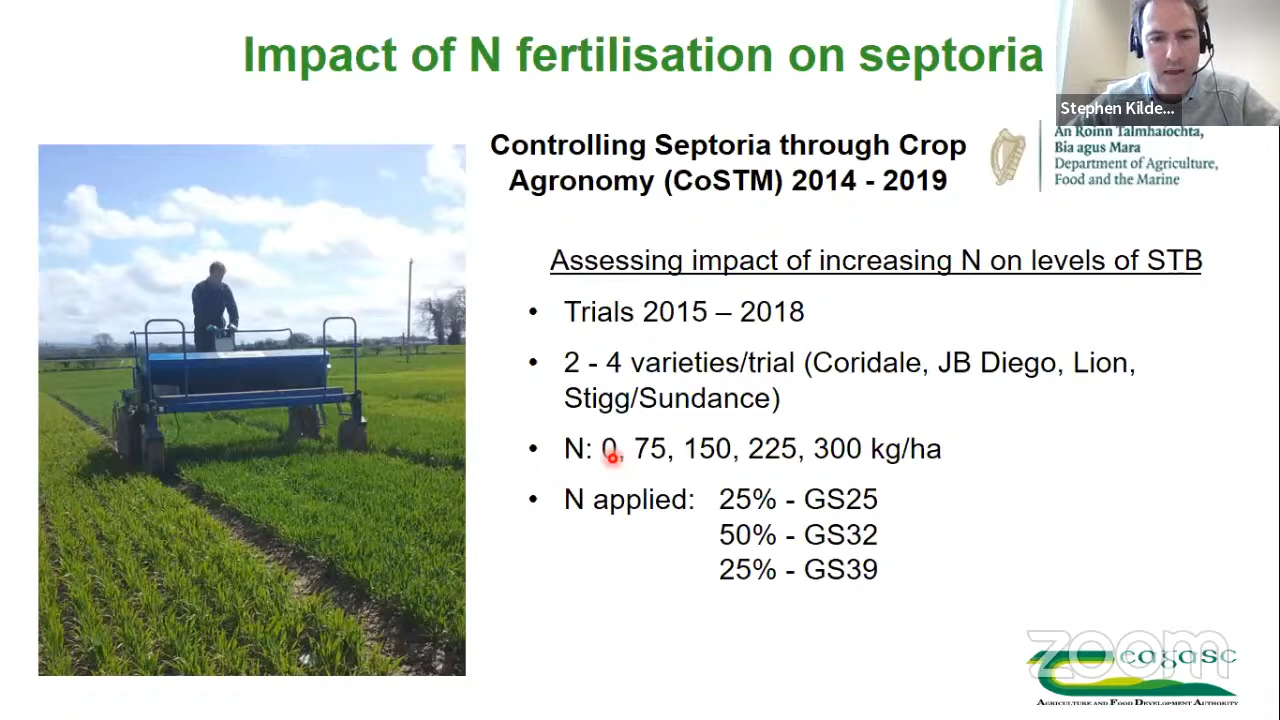 Impact of N fertilisation on septoria
Stephen Kilde...
Controlling Septoria through Crop
Agronomy (CoSTM) 2014 - 2019
An Roinn Talmhaíochta,
Bia agus Mara
Department of Agriculture,
Food and the Marine
Assessing impact of increasing N on levels of STB
• Trials 2015 – 2018
• 2 - 4 varieties/trial (Coridale, JB Diego, Lion,
Stigg/Sundance)
• N: 0, 75, 150, 225, 300 kg/ha
• N applied: 25% - GS25
50% - GS32
25% - GS39
zoom
eagasc
Agriculture and Food Development Authority